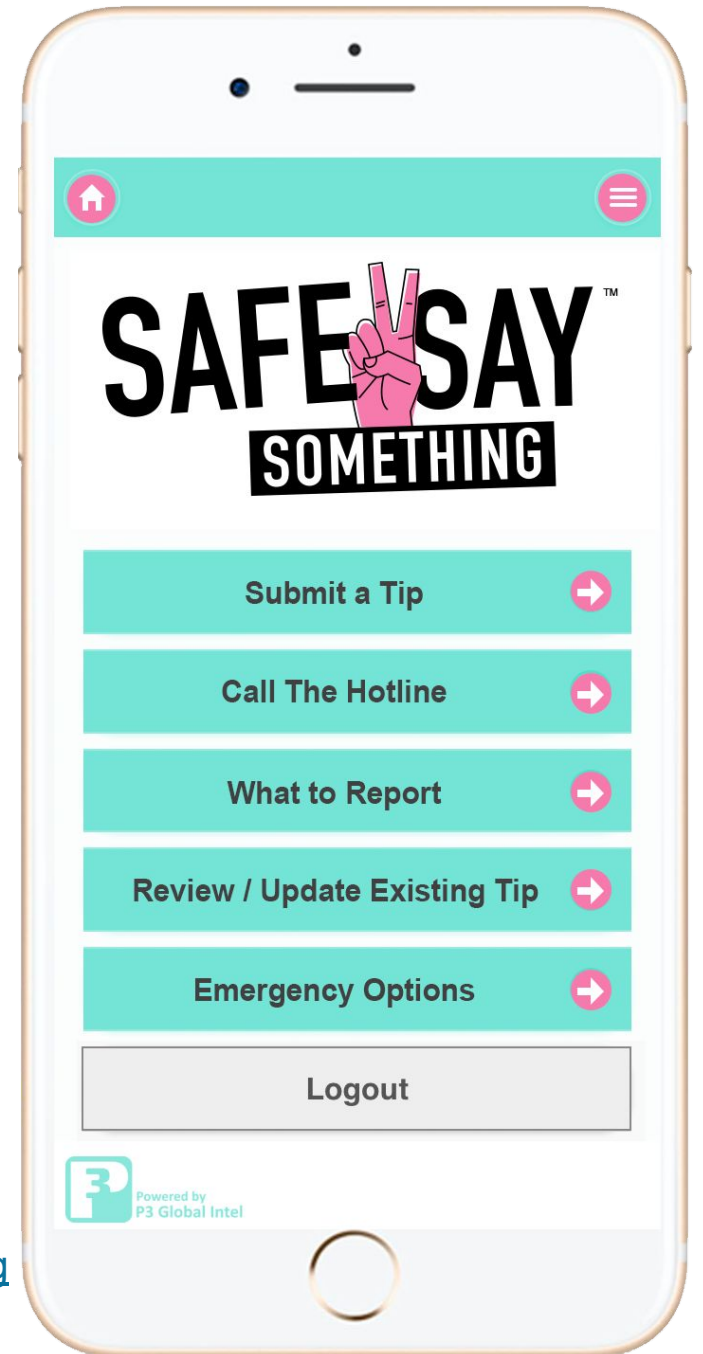 SAFE SAY ™
SOMETHING
Submit a Tip
Call The Hotline
What to Report
Review / Update Existing Tip
Emergency Options
Logout
P3
Powered by
P3 Global Intel
g